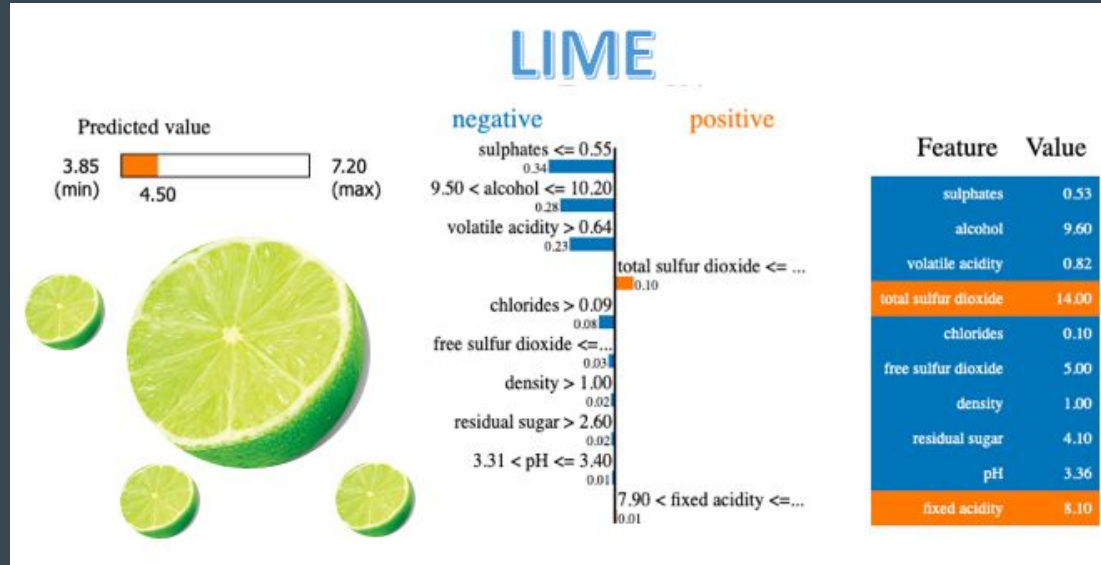 LIME
Predicted value
3.85
(min)
4.50
7.20
(max)
negative
positive
sulphates <= 0.55
0.34
9.50 < alcohol <= 10.20
0.28
volatile acidity > 0.64
0.23
total sulfur dioxide <= ...
0.10
chlorides > 0.09
0.08
free sulfur dioxide <=...
0.03
density > 1.00
0.02
residual sugar > 2.60
0.02
3.31 < pH <= 3.40
0.01
7.90 < fixed acidity <=...
0.01
Feature Value
sulphates 0.53
alcohol 9.60
volatile acidity 0.82
total sulfur dioxide 14.00
chlorides 0.10
free sulfur dioxide 5.00
density 1.00
residual sugar 4.10
pH 3.36
fixed acidity 8.10